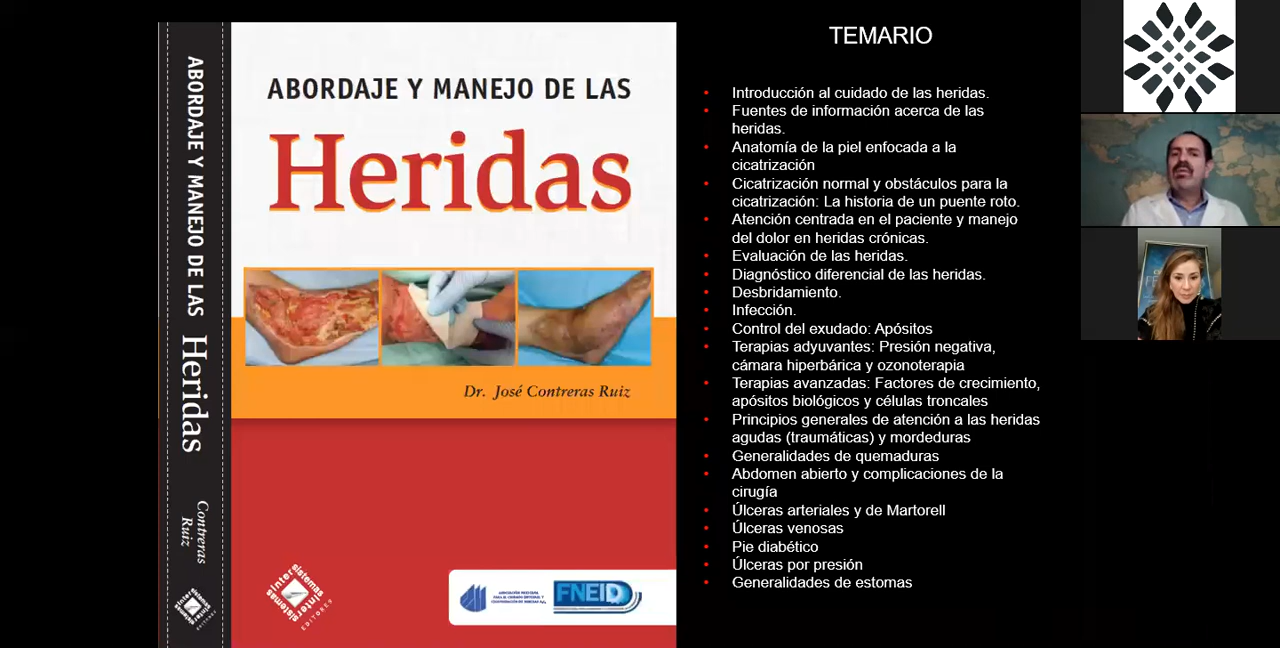 ABORDAJE Y MANEJO DE LAS
Heridas
Contreras
Ruiz
ABORDAJE Y MANEJO DE LAS
Heridas
Dr. José Contreras Ruiz
intersistemas
EDITORES
FNEID
TEMARIO
• Introducción al cuidado de las heridas.
• Fuentes de información acerca de las
heridas.
• Anatomía de la piel enfocada a la
cicatrización
• Cicatrización normal y obstáculos para la
cicatrización: La historia de un puente roto.
• Atención centrada en el paciente y manejo
del dolor en heridas crónicas.
• Evaluación de las heridas.
• Diagnóstico diferencial de las heridas.
• Desbridamiento.
• Infección.
• Control del exudado: Apósitos
• Terapias adyuvantes: Presión negativa,
cámara hiperbárica y ozonoterapia
• Terapias avanzadas: Factores de crecimiento,
apósitos biológicos y células troncales
• Principios generales de atención a las heridas
agudas (traumáticas) y mordeduras
• Generalidades de quemaduras
• Abdomen abierto y complicaciones de la
cirugía
• Úlceras arteriales y de Martorell
• Úlceras venosas
• Pie diabético
• Úlceras por presión
• Generalidades de estomas